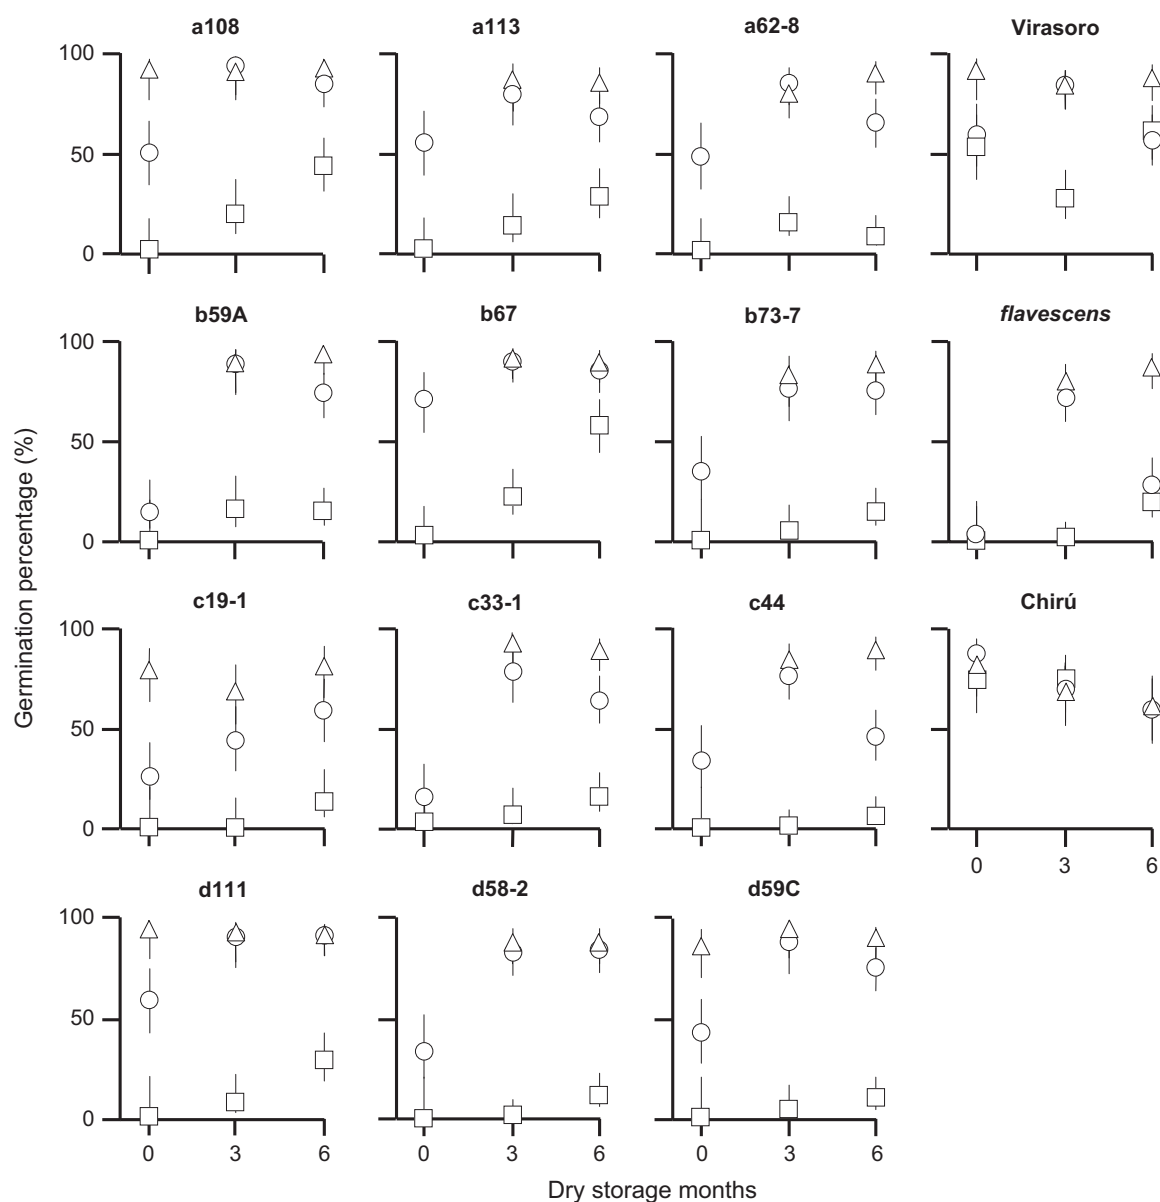 a108 a113 a62-8 Virasoro
100
50
0
b59A b67 b73-7 flavescens
100
50
0
Germination percentage (%)
c19-1 c33-1 c44 Chirú
100
50
0
0 3 6
d111 d58-2 d59C
100
50
0
0 3 6 0 3 6 0 3 6
Dry storage months